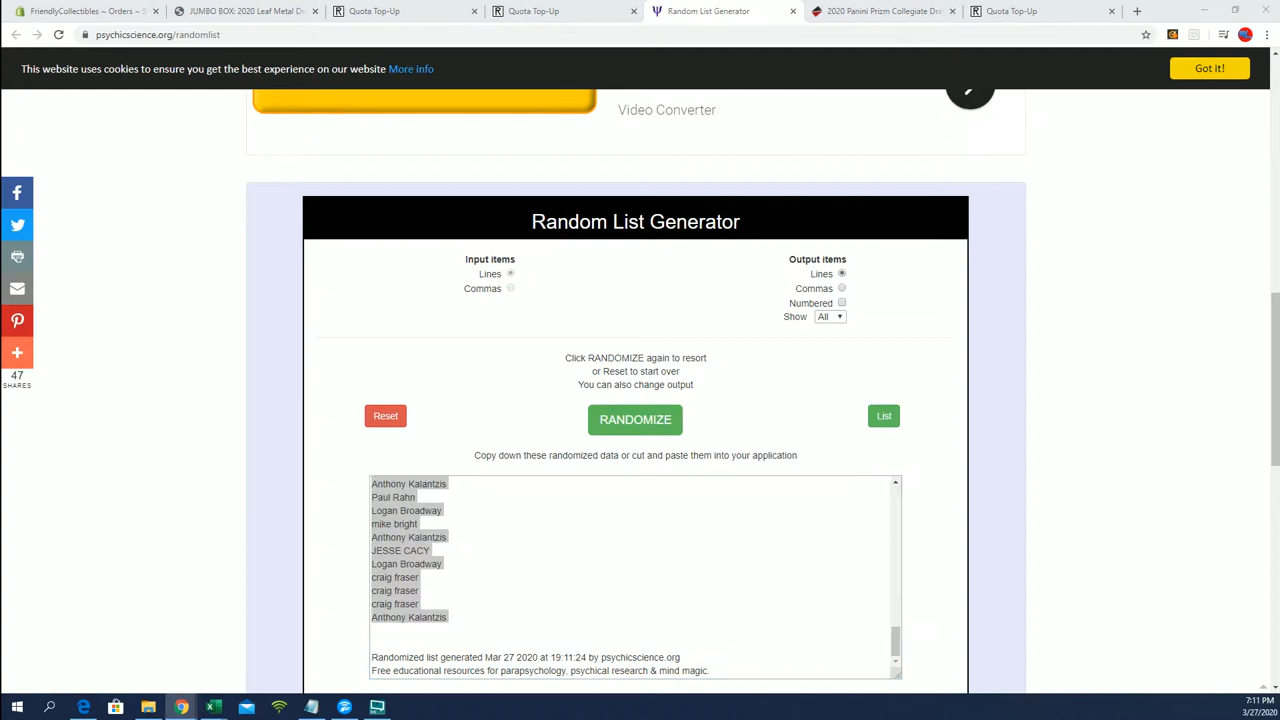 FriendlyCollectibles ~ Orders ~ S
JUMBO BOX: 2020 Leaf Metal D
Quota Top-Up
Quota Top-Up
Random List Generator
2020 Panini Prizm Collegiate Dr
Quota Top-Up
psychicscience.org/randomlist
This website uses cookies to ensure you get the best experience on our website More info
Got it!
Video Converter
47
SHARES
Random List Generator
Input items
Lines
Commas
Output items
Lines
Commas
Numbered
Show All
Click RANDOMIZE again to resort
or Reset to start over
You can also change output
Reset
RANDOMIZE
List
Copy down these randomized data or cut and paste them into your application
Anthony Kalantzis
Paul Rahn
Logan Broadway
mike bright
Anthony Kalantzis
JESSE CACY
Logan Broadway
craig fraser
craig fraser
craig fraser
Anthony Kalantzis
Randomized list generated Mar 27 2020 at 19:11:24 by psychicscience.org
Free educational resources for parapsychology, psychical research & mind magic.
7:11 PM
3/27/2020